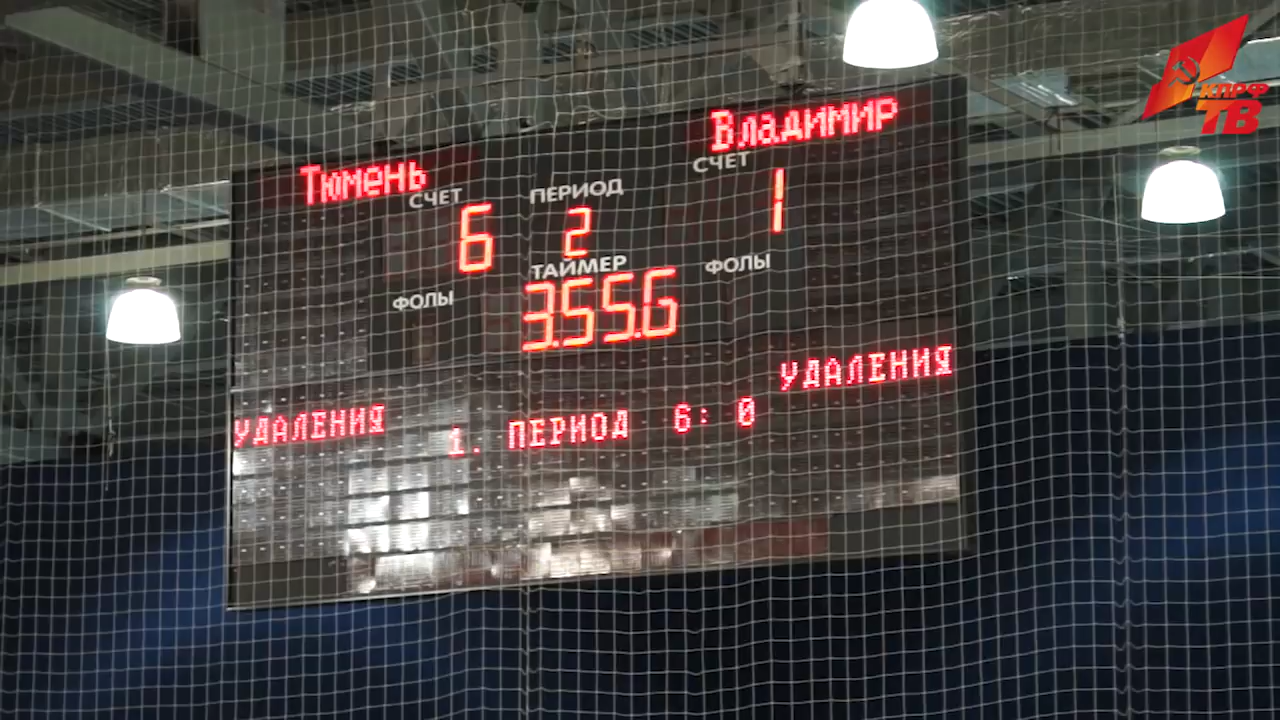 КПРФ
ТВ
Тюмень
Владимир
СЧЕТ
ПЕРИОД
СЧЕТ
6
2
1
ТАЙМЕР
ФОЛЫ
ФОЛЫ
3.55.6
УДАЛЕНИЯ
УДАЛЕНИЯ
1. ПЕРИОД 6: 0